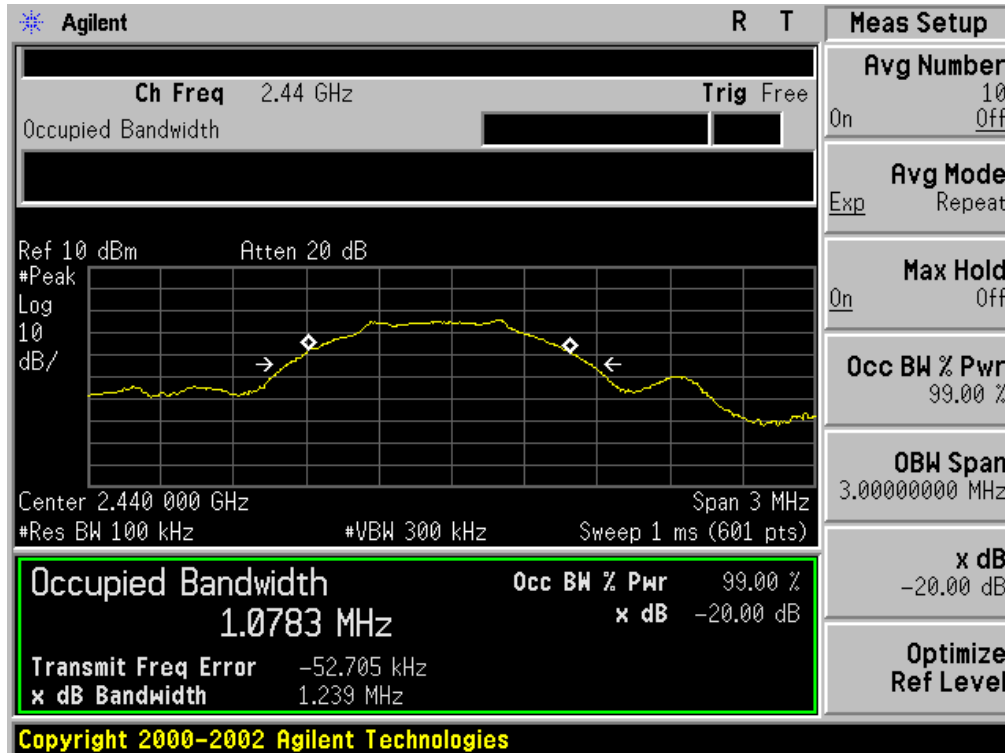 Agilent R T
Ch Freq 2.44 GHz Trig Free
Occupied Bandwidth
Ref 10 dBm Atten 20 dB
#Peak
Log
10
dB/
Center 2.440 000 GHz Span 3 MHz
#Res BW 100 kHz #VBW 300 kHz Sweep 1 ms (601 pts)
Occupied Bandwidth Occ BW % Pwr 99.00 %
1.0783 MHz x dB -20.00 dB
Transmit Freq Error -52.705 kHz
x dB Bandwidth 1.239 MHz
Copyright 2000-2002 Agilent Technologies
Meas Setup
Avg Number
10
On Off
Avg Mode
Exp Repeat
Max Hold
On Off
Occ BW % Pwr
99.00 %
OBW Span
3.00000000 MHz
x dB
-20.00 dB
Optimize
Ref Level